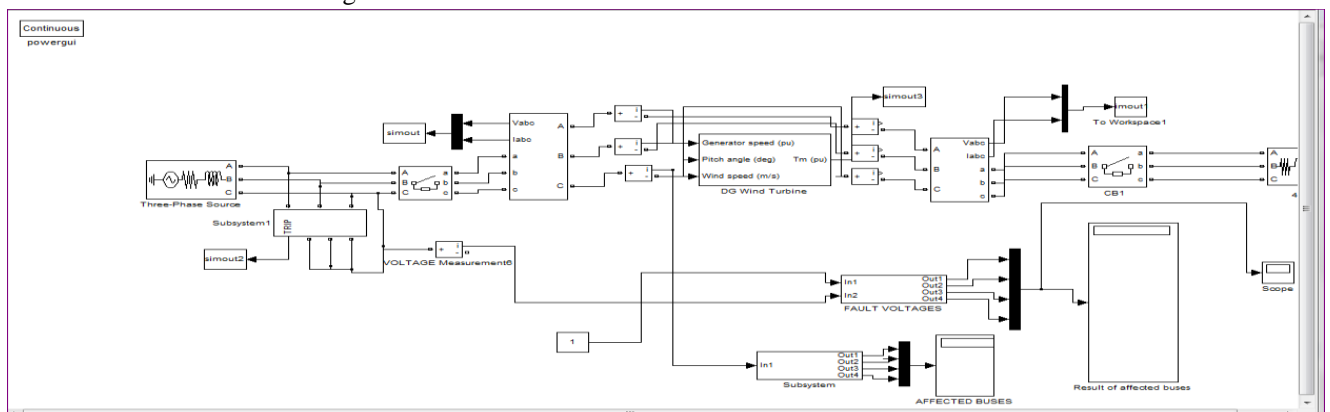 Continuous
powergui
A
B
C
Three-Phase Source
Subsystem1
TRIP
simout2
simout
A
B
C
a
b
c
Vabc
Iabc
a
b
c
A
B
C
+
i
-
+
i
-
+
i
-
+
i
-
VOLTAGE Measurement6
simout3
Generator speed (pu)
Pitch angle (deg)
Tm (pu)
Wind speed (m/s)
DG Wind Turbine
+
i
-
+
i
-
+
i
-
A
B
C
Vabc
Iabc
a
b
c
imout1
To Workspace1
A
B
C
a
b
c
CB1
A
B
C
4
1
In1
In2
Out1
Out2
Out3
Out4
FAULT VOLTAGES
In1
Out1
Out2
Out3
Out4
Subsystem
AFFECTED BUSES
Result of affected buses
Scope